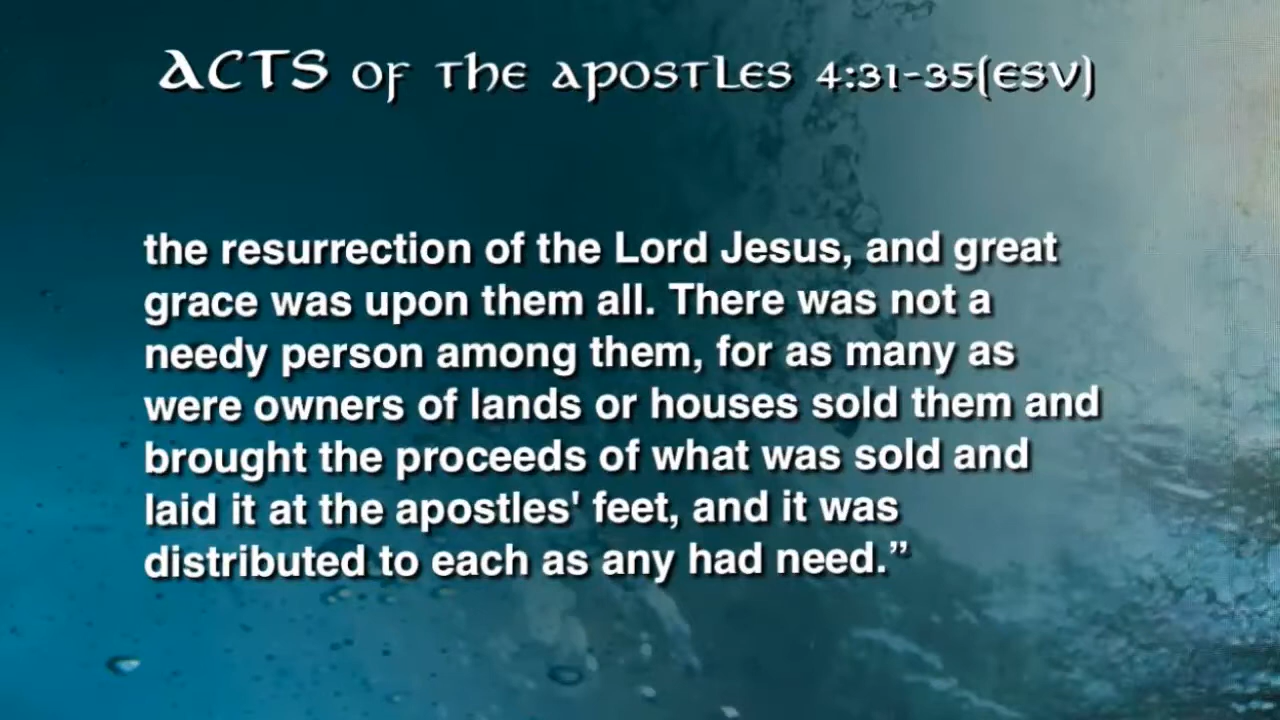 ACTS of the apostles 4:31-35(ESV)
the resurrection of the Lord Jesus, and great
grace was upon them all. There was not a
needy person among them, for as many as
were owners of lands or houses sold them and
brought the proceeds of what was sold and
laid it at the apostles' feet, and it was
distributed to each as any had need.”